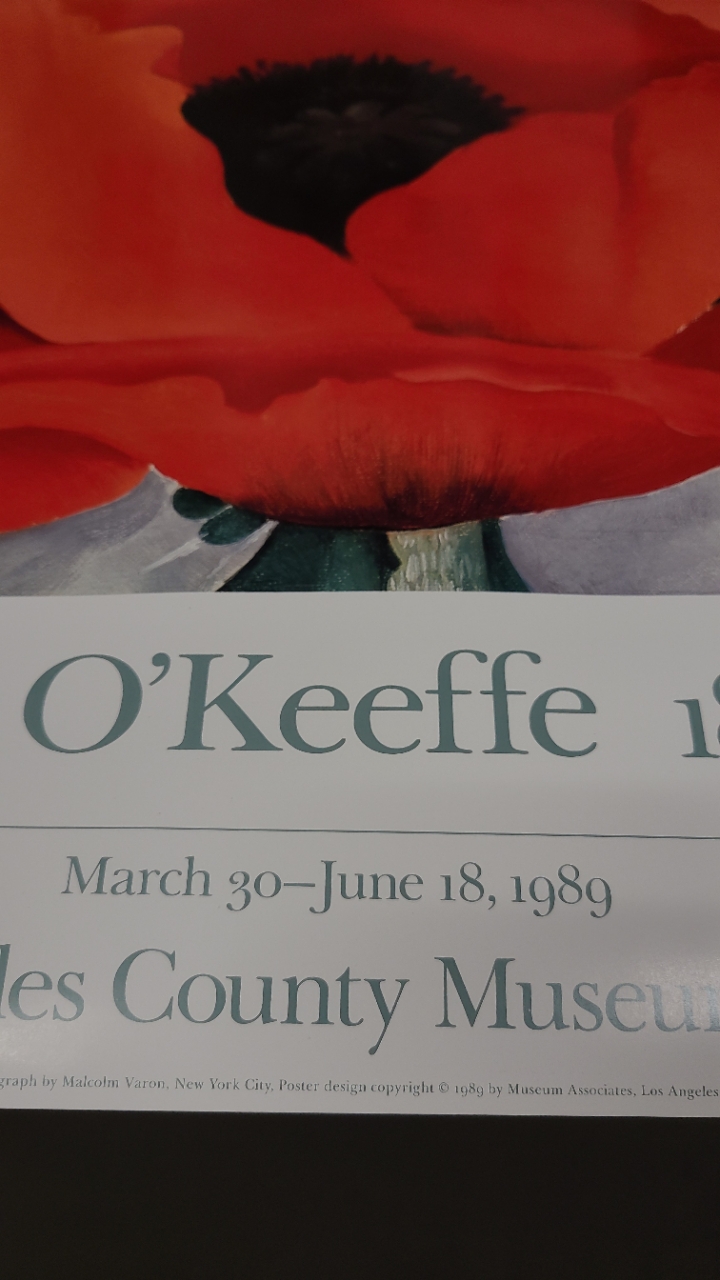 O'Keeffe 18
March 30–June 18, 1989
les County Museu
graph by Malcolm Varon, New York City. Poster design copyright © 1989 by Museum Associates, Los Angeles